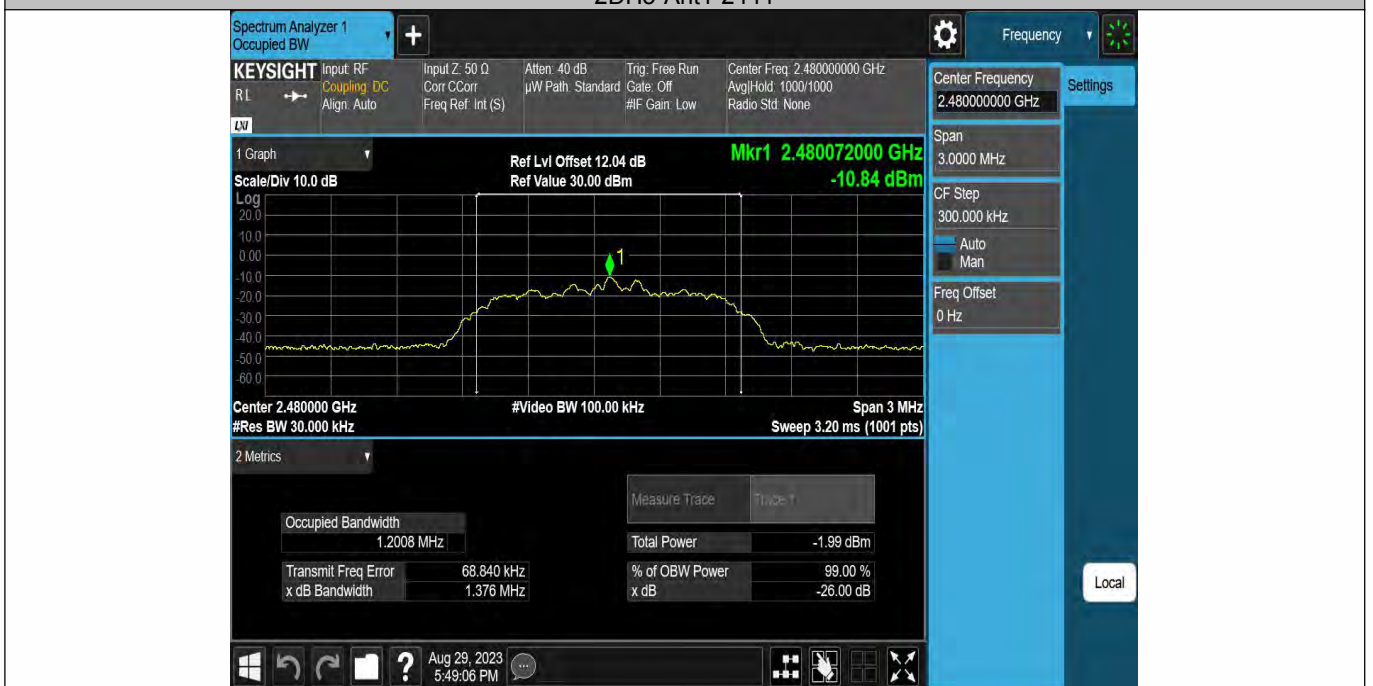 Spectrum Analyzer 1
Occupied BW
Frequency
KEYSIGHT
RL
LXI
Input: RF
Coupling: DC
Align: Auto
Input Z: 50 Ω
Corr CCorr
Freq Ref: Int (S)
Atten: 40 dB
µW Path: Standard
Trig: Free Run
Gate: Off
#IF Gain: Low
Center Freq: 2.480000000 GHz
Avg|Hold: 1000/1000
Radio Std: None
Center Frequency
2.480000000 GHz
Settings
Span
3.0000 MHz
CF Step
300.000 kHz
Auto
Man
Freq Offset
0 Hz
Local
1 Graph
Scale/Div 10.0 dB
Ref Lvl Offset 12.04 dB
Ref Value 30.00 dBm
Mkr1 2.480072000 GHz
-10.84 dBm
Log
20.0
10.0
0.00
-10.0
-20.0
-30.0
-40.0
-50.0
-60.0
1
Center 2.480000 GHz
#Video BW 100.00 kHz
Span 3 MHz
#Res BW 30.000 kHz
Sweep 3.20 ms (1001 pts)
2 Metrics
Measure Trace
Trace 1
Occupied Bandwidth
1.2008 MHz
Total Power -1.99 dBm
Transmit Freq Error 68.840 kHz
% of OBW Power 99.00 %
x dB Bandwidth 1.376 MHz
x dB -26.00 dB
Aug 29, 2023
5:49:06 PM